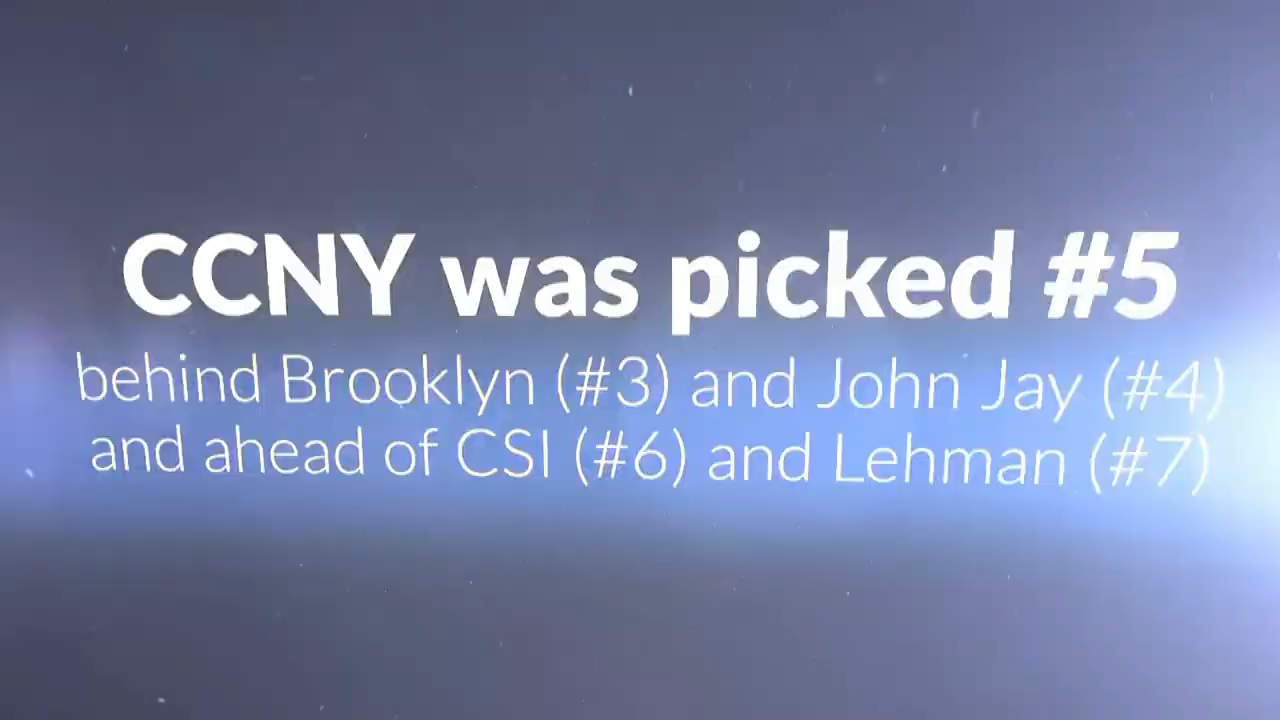 CCNY was picked #5
behind Brooklyn (#3) and John Jay (#4)
and ahead of CSI (#6) and Lehman (#7)